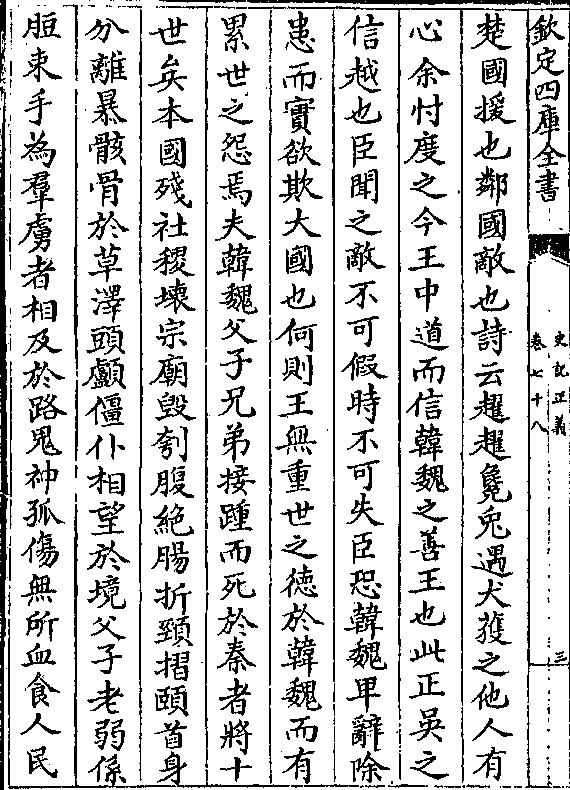 欽定四庫全書
史記正義
卷七十八
三
楚國援也鄰國敵也詩云趯趯毚兎遇犬獲之他人有
心余忖度之今王中道而信韓魏之善王也此正吳之
信越也臣聞之敵不可假時不可失臣恐韓魏卑辭除
患而實欲欺大國也何則王無重世之徳於韓魏而有
累世之怨焉夫韓魏父子兄弟接踵而死於秦者將十
世矣本國殘社稷壊宗廟毁刳腹絶腸折頸摺頤首身
分離暴骸骨於草澤頭顱僵仆相望於境父子老弱係
脰束手為羣虜者相及於路鬼神孤傷無所血食人民